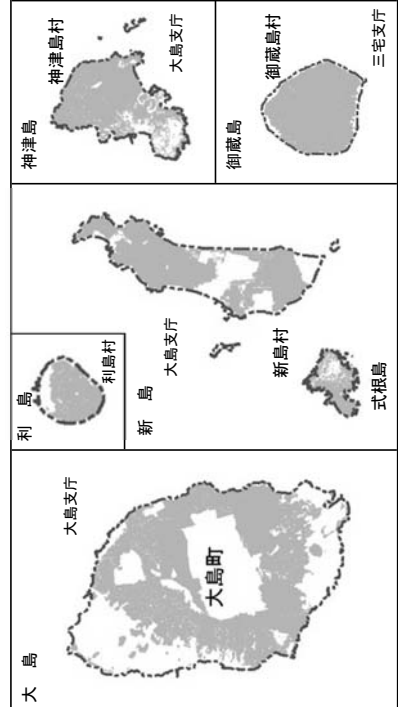 大　島
大島支庁
大島町
利　島
利島村
新　島
大島支庁
新島村
式根島
神津島
神津島村
大島支庁
御蔵島
御蔵島村
三宅支庁